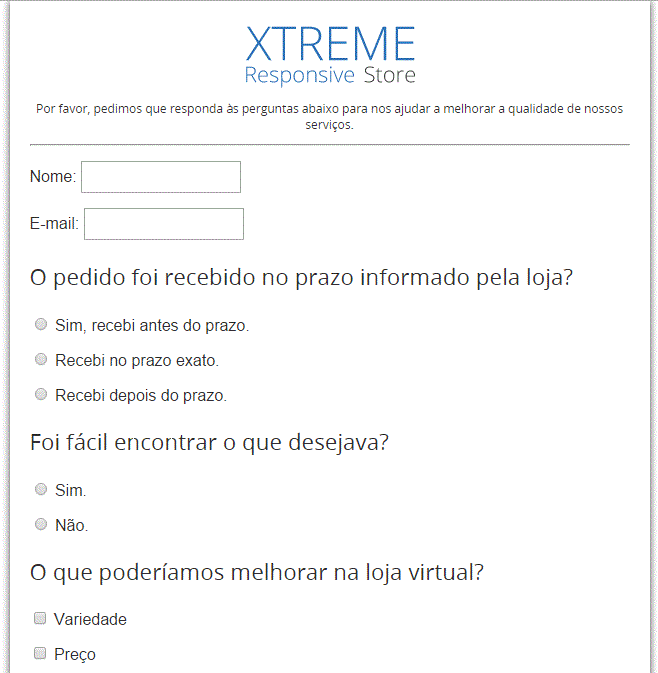 XTREME
Responsive Store
Por favor, pedimos que responda às perguntas abaixo para nos ajudar a melhorar a qualidade de nossos
serviços.
Nome:
E-mail:
O pedido foi recebido no prazo informado pela loja?
Sim, recebi antes do prazo.
Recebi no prazo exato.
Recebi depois do prazo.
Foi fácil encontrar o que desejava?
Sim.
Não.
O que poderíamos melhorar na loja virtual?
Variedade
Preço